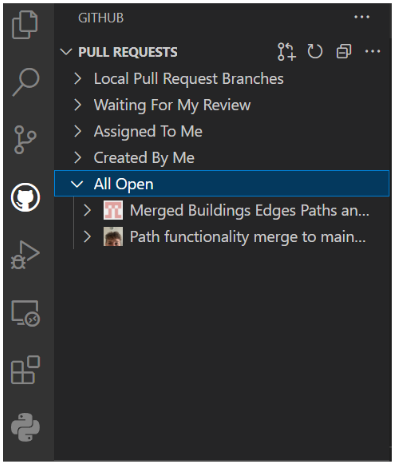 GITHUB
PULL REQUESTS
Local Pull Request Branches
Waiting For My Review
Assigned To Me
Created By Me
All Open
Merged Buildings Edges Paths an...
Path functionality merge to main...